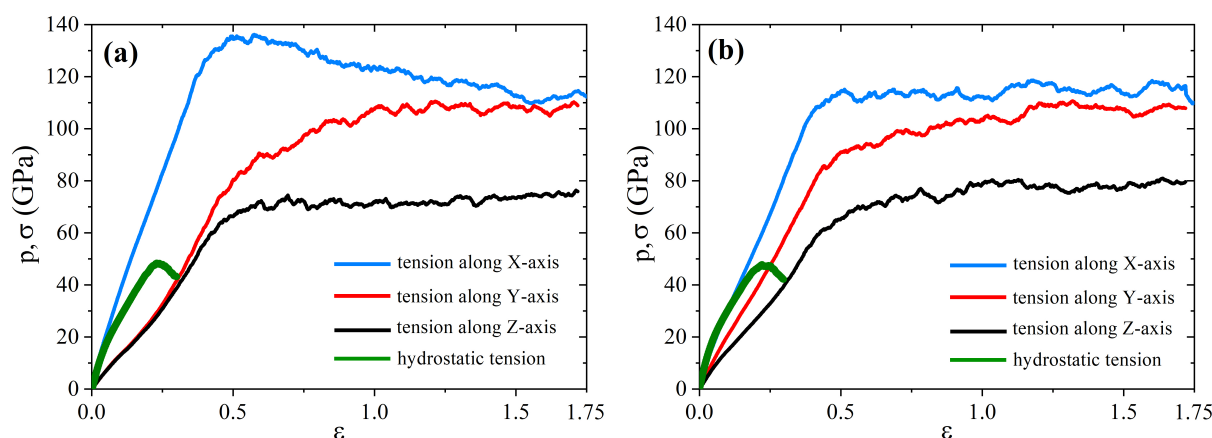 (a)
p, σ (GPa)
140
120
100
80
60
40
20
0
0.0
0.5
1.0
1.5
1.75
ε
tension along X-axis
tension along Y-axis
tension along Z-axis
hydrostatic tension
(b)
p, σ (GPa)
140
120
100
80
60
40
20
0
0.0
0.5
1.0
1.5
1.75
ε
tension along X-axis
tension along Y-axis
tension along Z-axis
hydrostatic tension